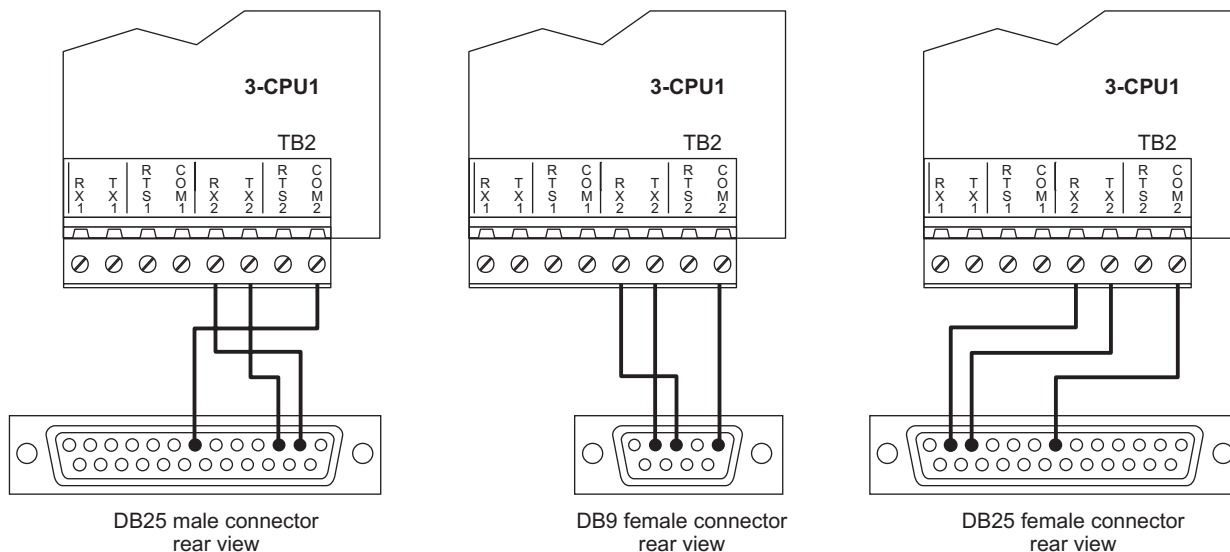 3-CPU1
TB2
RX1 TX1 RTS1 COM1 RX2 TX2 RTS2 COM2
DB25 male connector
rear view
3-CPU1
TB2
RX1 TX1 RTS1 COM1 RX2 TX2 RTS2 COM2
DB9 female connector
rear view
3-CPU1
TB2
RX1 TX1 RTS1 COM1 RX2 TX2 RTS2 COM2
DB25 female connector
rear view